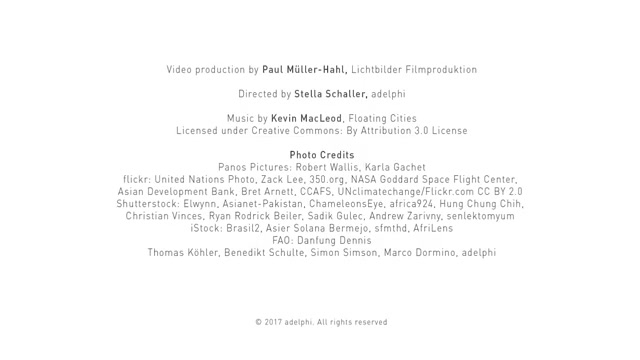 Video production by Paul Müller-Hahl, Lichtbilder Filmproduktion
Directed by Stella Schaller, adelphi
Music by Kevin MacLeod, Floating Cities
Licensed under Creative Commons: By Attribution 3.0 License
Photo Credits
Panos Pictures: Robert Wallis, Karla Gachet
flickr: United Nations Photo, Zack Lee, 350.org, NASA Goddard Space Flight Center,
Asian Development Bank, Bret Arnett, CCAFS, UNclimatechange/Flickr.com CC BY 2.0
Shutterstock: Elwynn, Asianet-Pakistan, ChameleonsEye, africa924, Hung Chung Chih,
Christian Vinces, Ryan Rodrick Beiler, Sadik Gulec, Andrew Zarivny, senlektomyum
iStock: Brasil2, Asier Solana Bermejo, sfmthd, AfriLens
FAO: Danfung Dennis
Thomas Köhler, Benedikt Schulte, Simon Simson, Marco Dormino, adelphi
© 2017 adelphi. All rights reserved